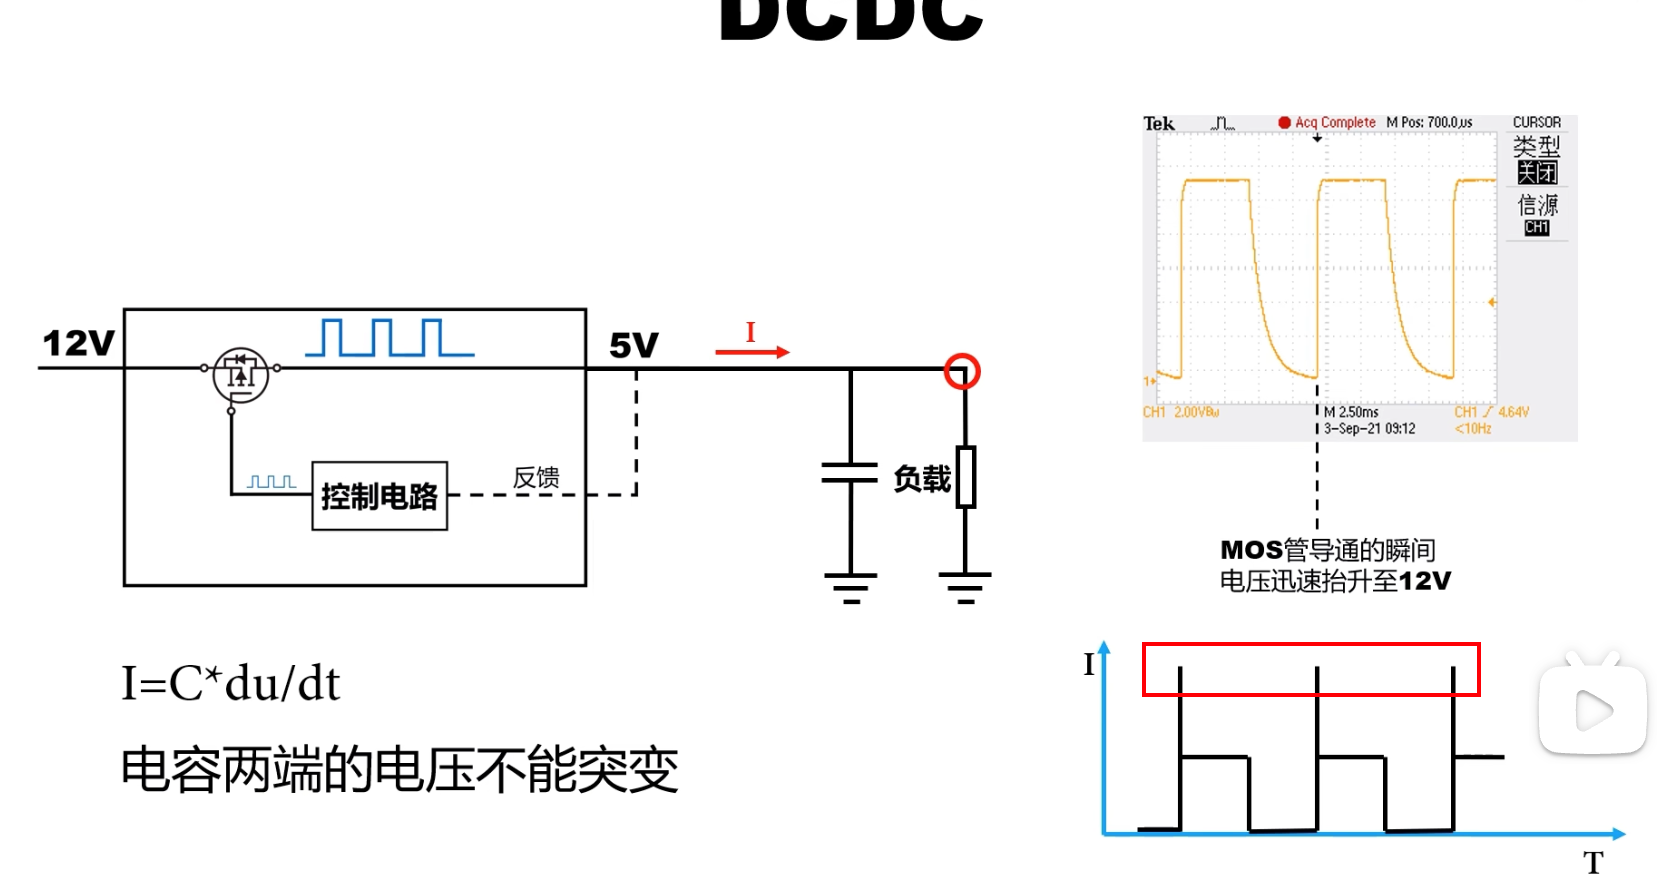 DCDC
Tek Acq Complete M Pos: 700.0µs CURSOR
类型
关闭
信源
CH1
1
CH1 2.00VBw M 2.50ms CH1 4.64V
3-Sep-21 09:12 <10Hz
12V
5V
I
反馈
控制电路
负载
MOS管导通的瞬间
电压迅速抬升至12V
I=C*du/dt
电容两端的电压不能突变
I
T